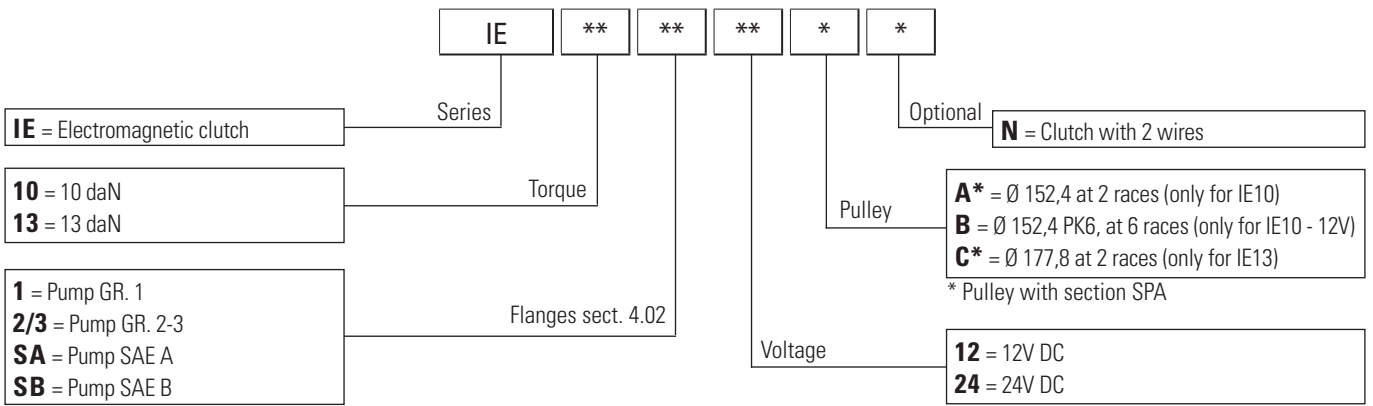 IE ** ** ** * *
Series
IE = Electromagnetic clutch
Torque
10 = 10 daN
13 = 13 daN
Flanges sect. 4.02
1 = Pump GR. 1
2/3 = Pump GR. 2-3
SA = Pump SAE A
SB = Pump SAE B
Optional
N = Clutch with 2 wires
Pulley
A* = Ø 152,4 at 2 races (only for IE10)
B = Ø 152,4 PK6, at 6 races (only for IE10 - 12V)
C* = Ø 177,8 at 2 races (only for IE13)
* Pulley with section SPA
Voltage
12 = 12V DC
24 = 24V DC